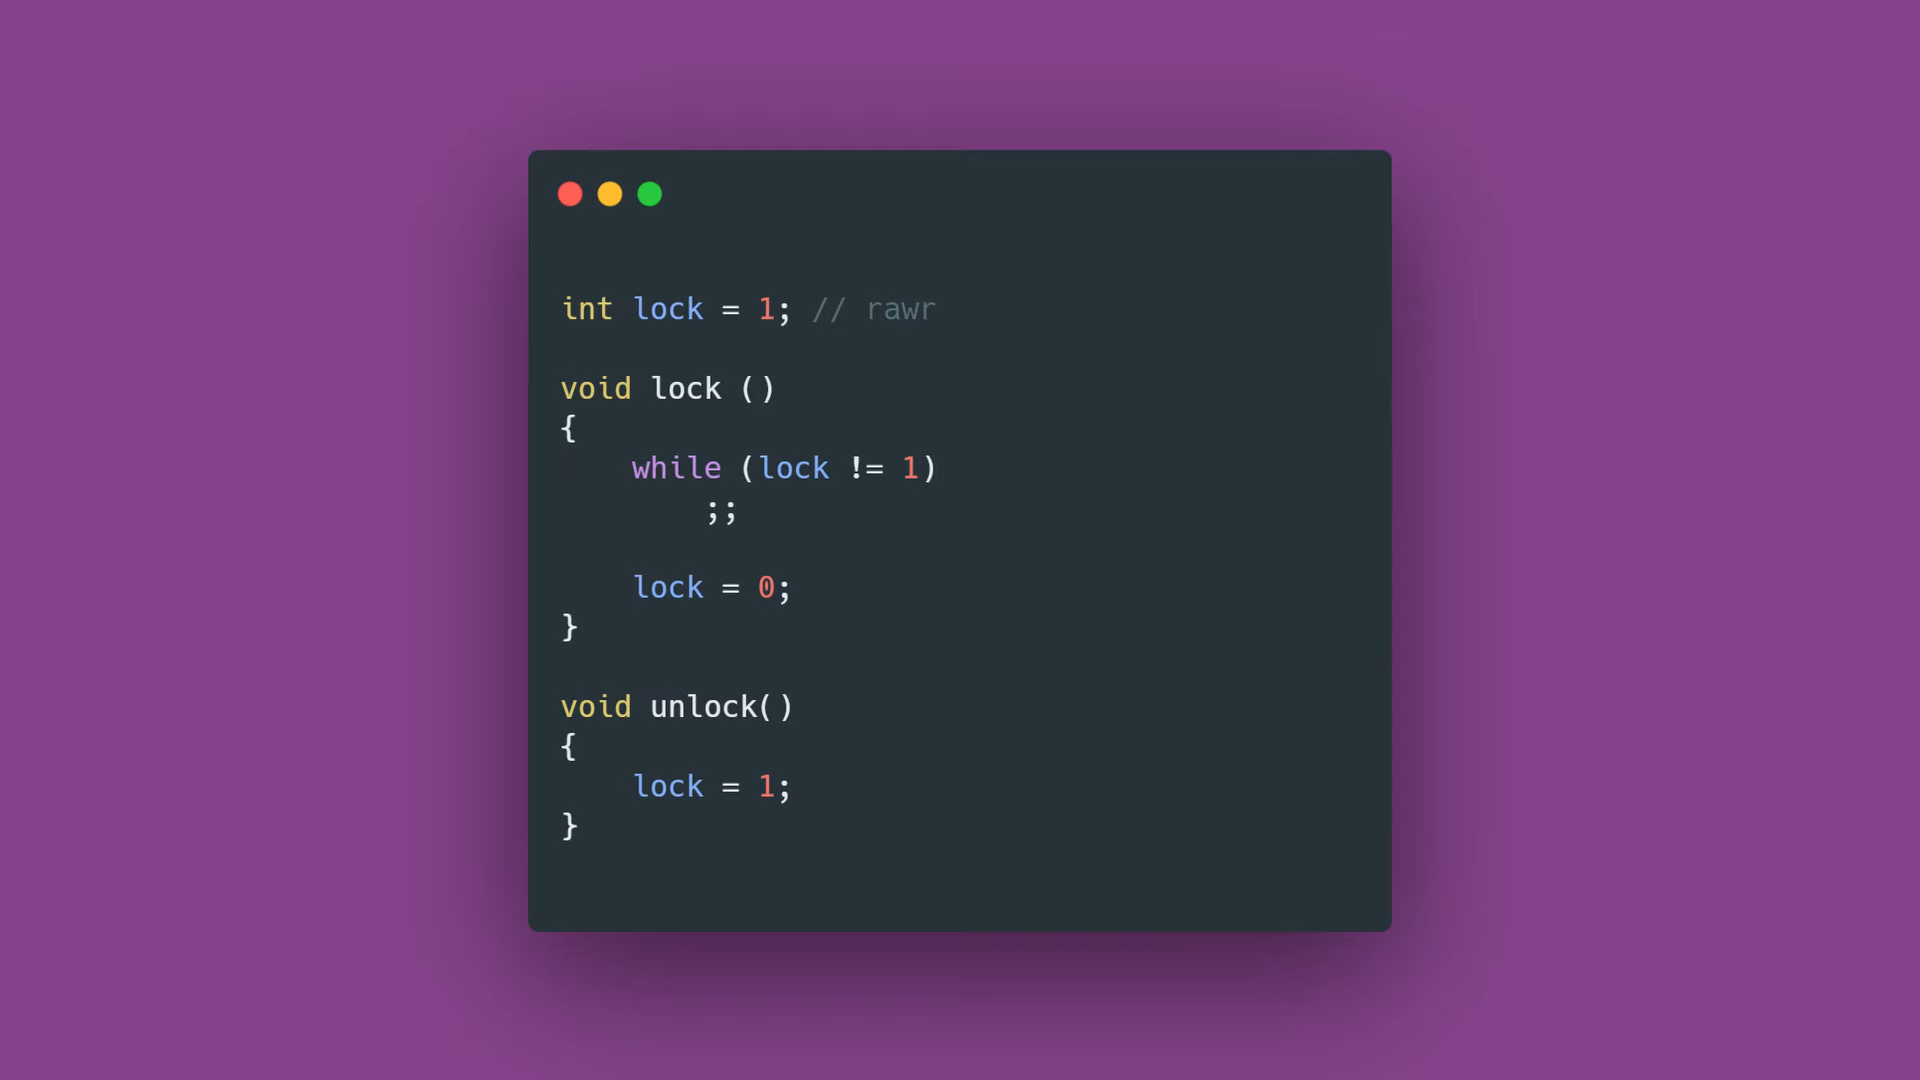 int lock = 1; // rawr
void lock ()
{
    while (lock != 1)
        ;;
    lock = 0;
}
void unlock()
{
    lock = 1;
}